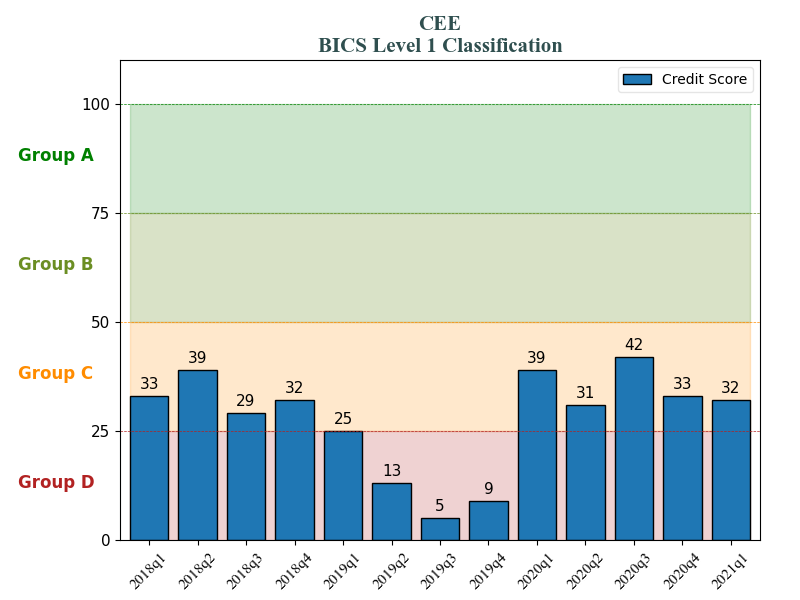 CEE
BICS Level 1 Classification
Credit Score
100
Group A
75
Group B
50
Group C
25
Group D
0
33
39
29
32
25
13
5
9
39
31
42
33
32
2018q1
2018q2
2018q3
2018q4
2019q1
2019q2
2019q3
2019q4
2020q1
2020q2
2020q3
2020q4
2021q1